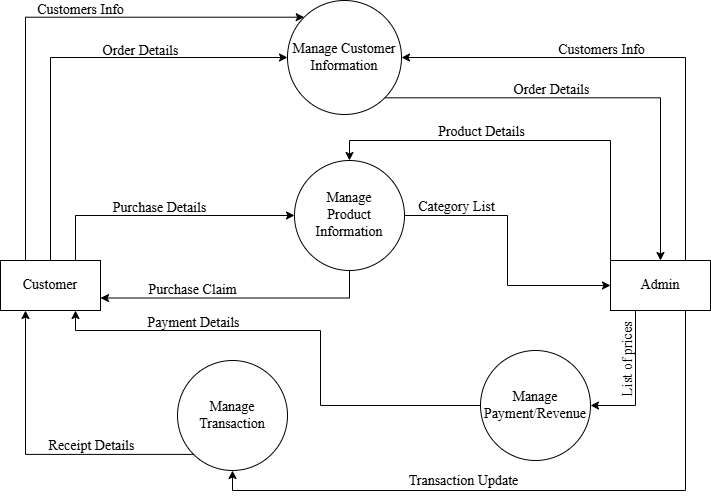 Customers Info
Order Details
Manage Customer
Information
Customers Info
Order Details
Product Details
Manage
Product
Information
Purchase Details
Category List
Customer
Admin
Purchase Claim
Payment Details
List of prices
Manage
Payment/Revenue
Manage
Transaction
Receipt Details
Transaction Update